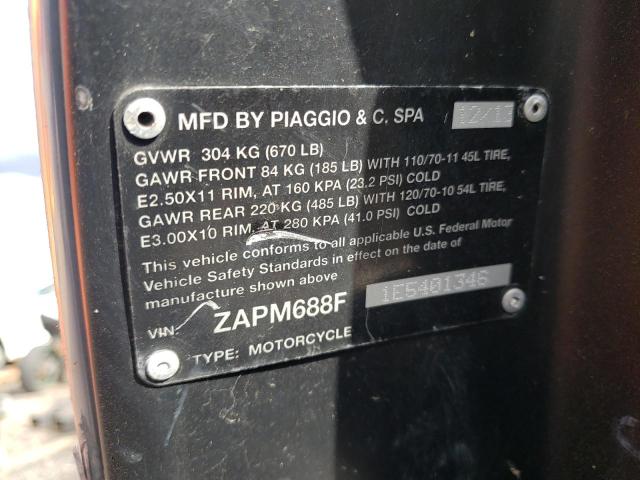 MFD BY PIAGGIO & C. SPA 12/13
GVWR 304 KG (670 LB)
GAWR FRONT 84 KG (185 LB) WITH 110/70-11 45L TIRE,
E2.50X11 RIM, AT 160 KPA (23.2 PSI) COLD
GAWR REAR 220 KG (485 LB) WITH 120/70-10 54L TIRE,
E3.00X10 RIM, AT 280 KPA (41.0 PSI) COLD
This vehicle conforms to all applicable U.S. Federal Motor
Vehicle Safety Standards in effect on the date of
manufacture shown above
VIN: ZAPM688F 1E5401346
TYPE: MOTORCYCLE